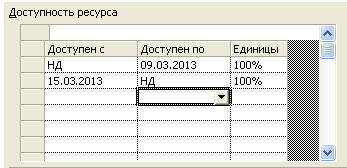 Доступность ресурса
Доступен с Доступен по Единицы
НД 09.03.2013 100%
15.03.2013 НД 100%